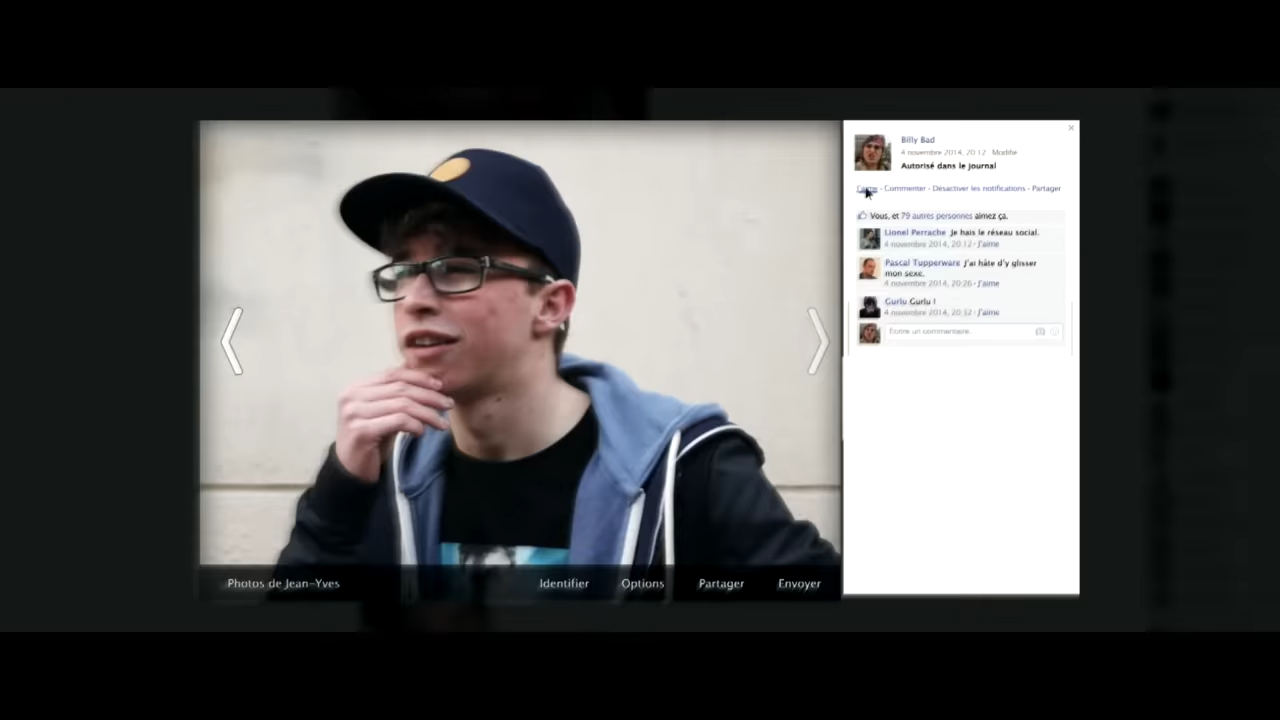 Billy Bad
4 novembre 2014, 20:12 · Modifié
Autorisé dans le journal
J'aime - Commenter - Désactiver les notifications - Partager
Vous, et 79 autres personnes aimez ça.
Lionel Perrache Je hais le réseau social.
4 novembre 2014, 20:12 · J'aime
Pascal Tupperware J'ai hâte d'y glisser
mon sexe.
4 novembre 2014, 20:26 · J'aime
Gurlu Gurlu !
4 novembre 2014, 20:32 · J'aime
Écrire un commentaire
Photos de Jean-Yves Identifier Options Partager Envoyer